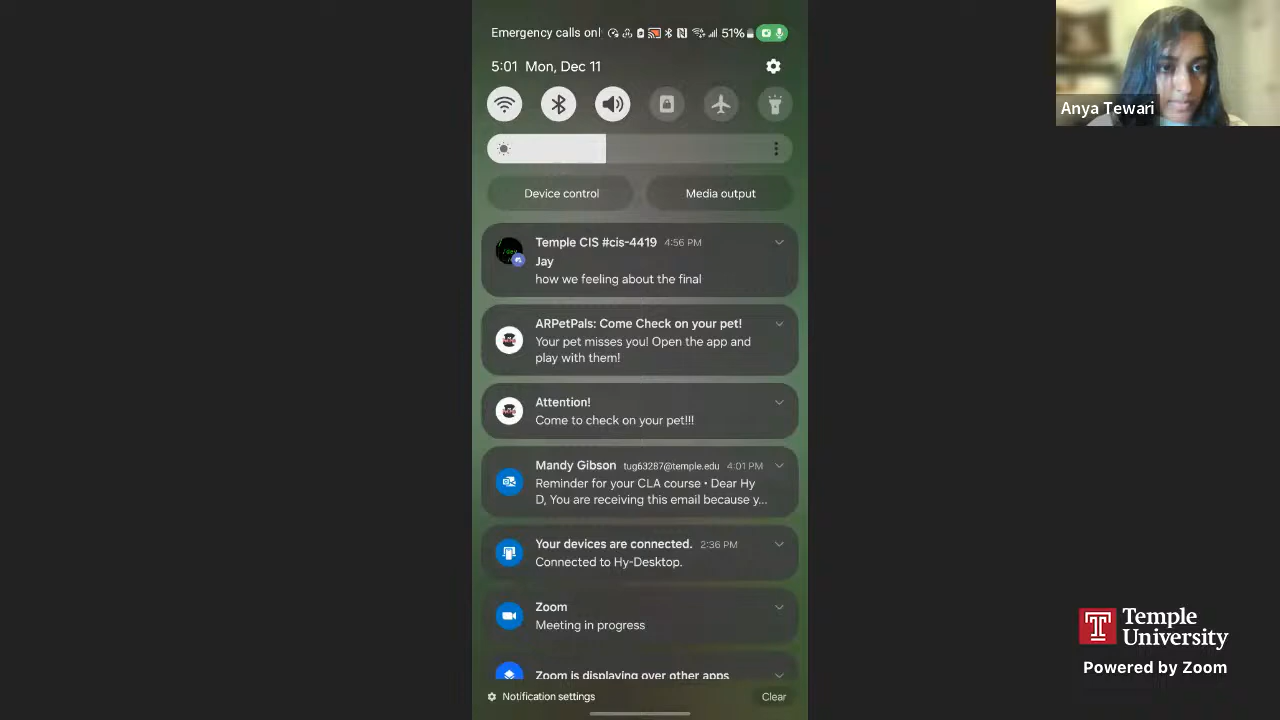 Emergency calls onl
51%
5:01 Mon, Dec 11
Device control
Media output
Temple CIS #cis-4419 4:56 PM
Jay
how we feeling about the final
ARPetPals: Come Check on your pet!
Your pet misses you! Open the app and
play with them!
Attention!
Come to check on your pet!!!
Mandy Gibson tug63287@temple.edu 4:01 PM
Reminder for your CLA course • Dear Hy
D, You are receiving this email because y...
Your devices are connected. 2:36 PM
Connected to Hy-Desktop.
Zoom
Meeting in progress
Zoom is displaying over other apps
Notification settings
Clear
Anya Tewari
Temple
University
Powered by Zoom